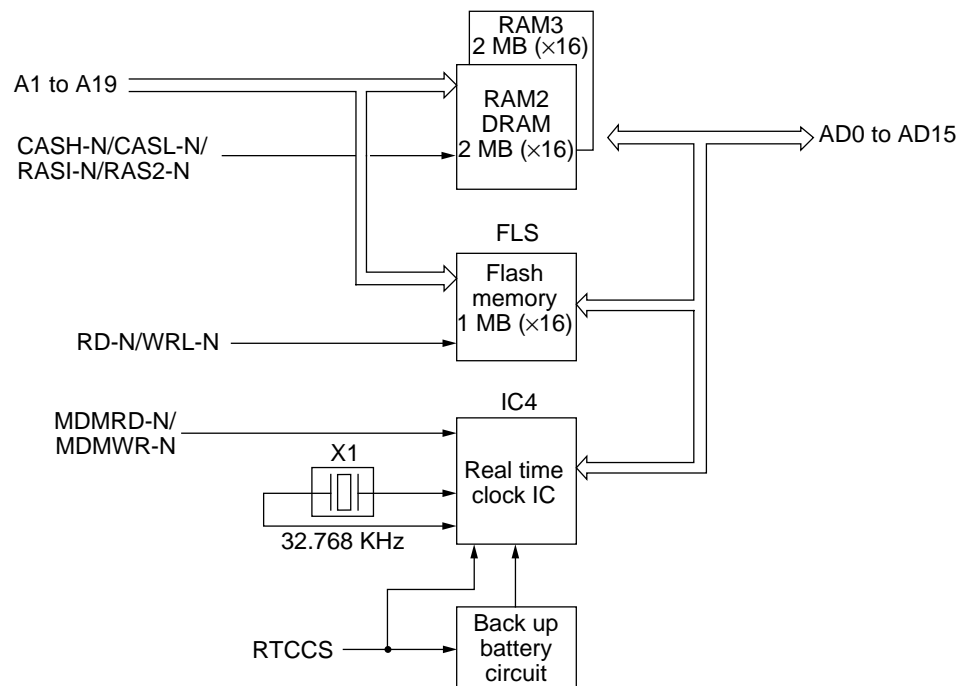 RAM3
2 MB (×16)
A1 to A19
RAM2
DRAM
2 MB (×16)
CASH-N/CASL-N/
RASI-N/RAS2-N
AD0 to AD15
FLS
Flash
memory
1 MB (×16)
RD-N/WRL-N
IC4
MDMRD-N/
MDMWR-N
X1
Real time
clock IC
32.768 KHz
Back up
battery
circuit
RTCCS